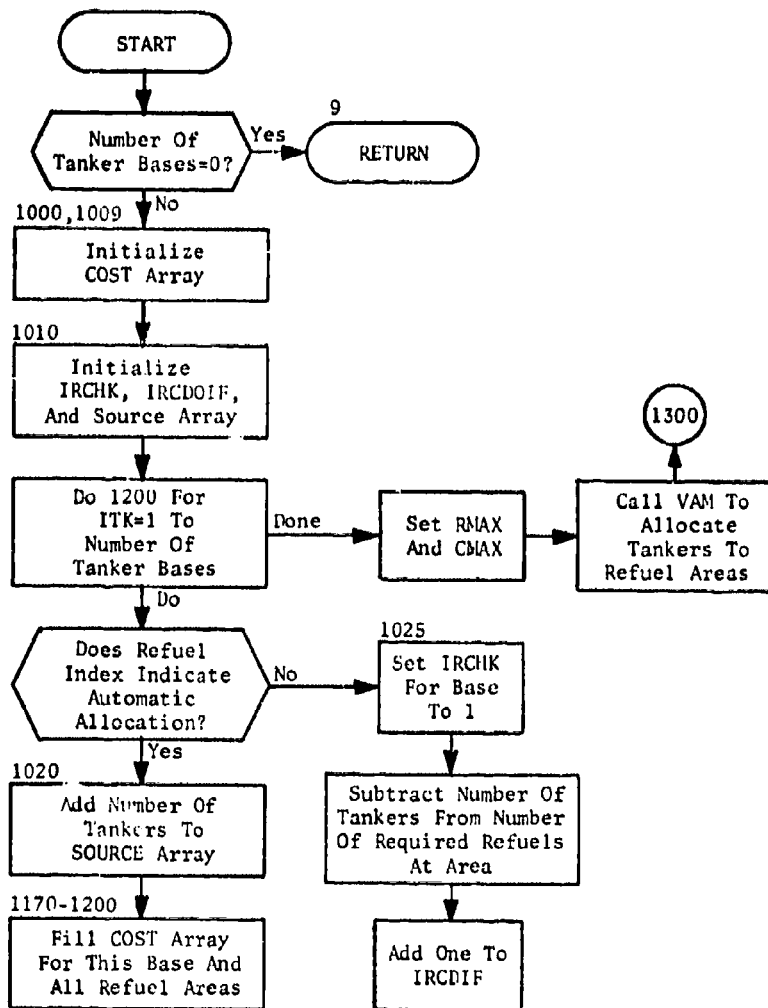 START
Number Of
Tanker Bases=0?
Yes
9
RETURN
No
1000,1009
Initialize
COST Array
1010
Initialize
IRCHK, IRCDOIF,
And Source Array
Do 1200 For
ITK=1 To
Number Of
Tanker Bases
Done
Set RMAX
And CMAX
Call VAM To
Allocate
Tankers To
Refuel Areas
1300
Do
Does Refuel
Index Indicate
Automatic
Allocation?
No
1025
Set IRCHK
For Base
To 1
Yes
1020
Add Number Of
Tankers To
SOURCE Array
Subtract Number Of
Tankers From Number
Of Required Refuels
At Area
1170-1200
Fill COST Array
For This Base And
All Refuel Areas
Add One To
IRCDIF